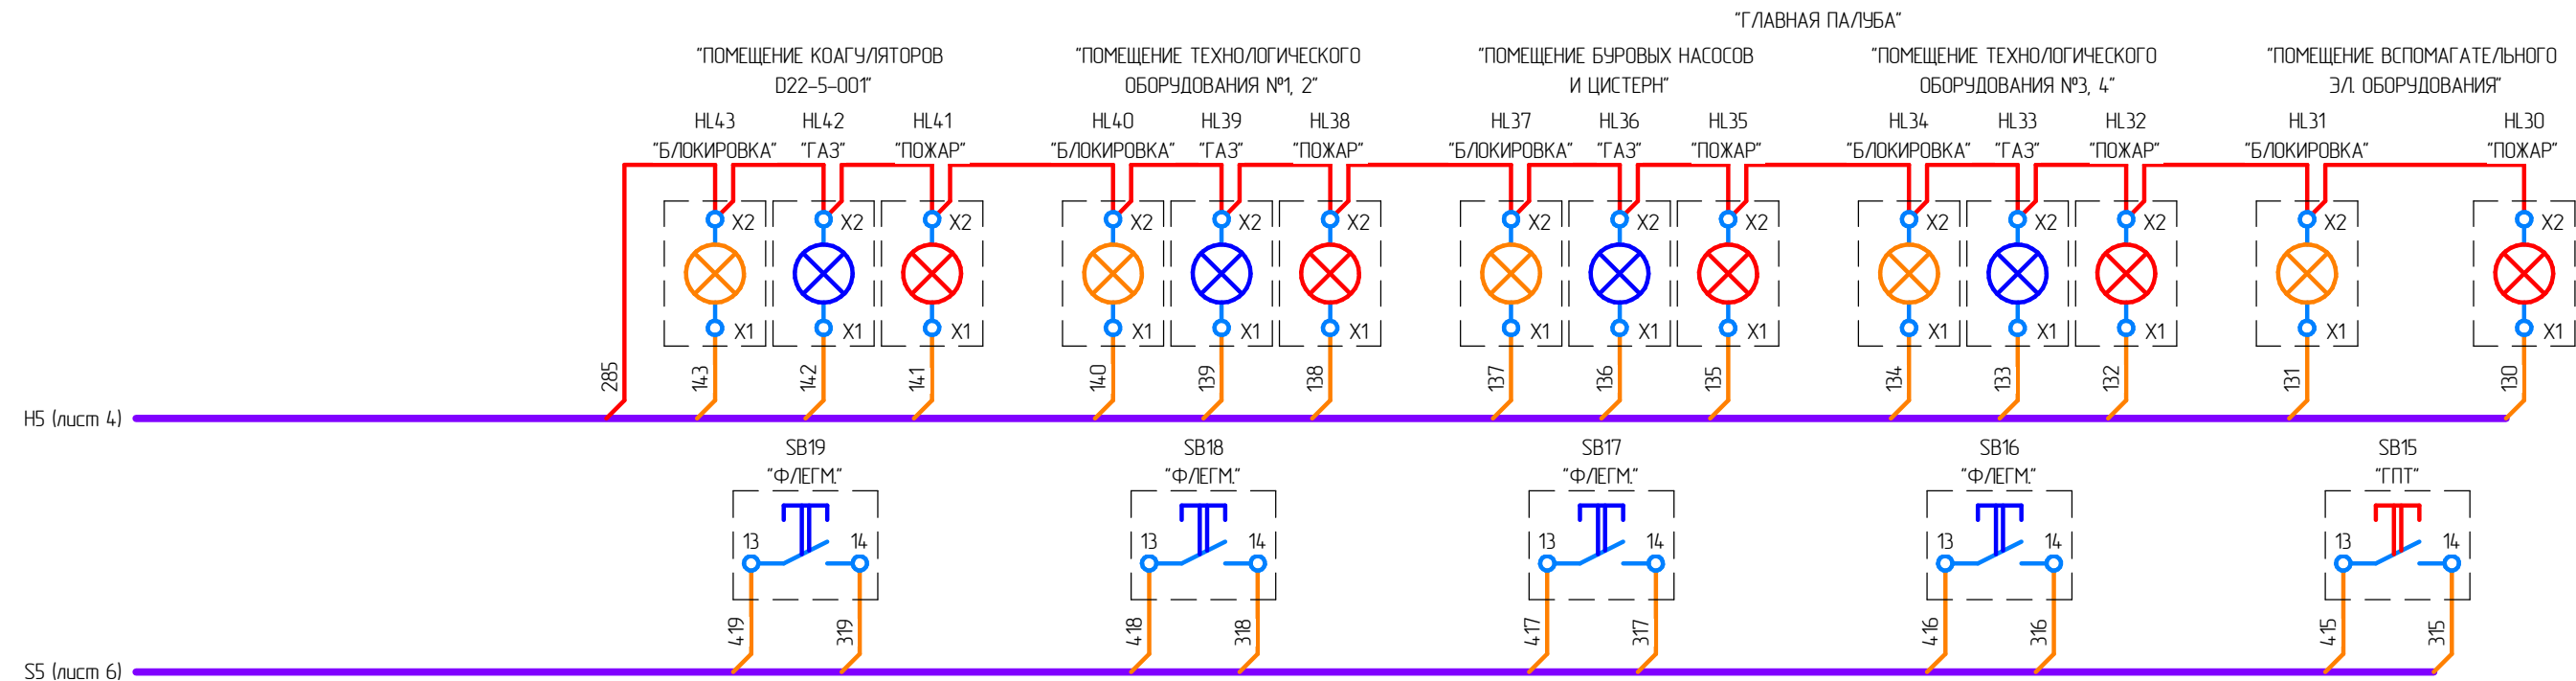 "ГЛАВНАЯ ПАЛУБА"
"ПОМЕЩЕНИЕ КОАГУЛЯТОРОВ
D22-5-001"
"ПОМЕЩЕНИЕ ТЕХНОЛОГИЧЕСКОГО
ОБОРУДОВАНИЯ №1, 2"
"ПОМЕЩЕНИЕ БУРОВЫХ НАСОСОВ
И ЦИСТЕРН"
"ПОМЕЩЕНИЕ ТЕХНОЛОГИЧЕСКОГО
ОБОРУДОВАНИЯ №3, 4"
"ПОМЕЩЕНИЕ ВСПОМАГАТЕЛЬНОГО
ЭЛ. ОБОРУДОВАНИЯ"
HL43 HL42 HL41 HL40 HL39 HL38 HL37 HL36 HL35 HL34 HL33 HL32 HL31 HL30
"БЛОКИРОВКА" "ГАЗ" "ПОЖАР" "БЛОКИРОВКА" "ГАЗ" "ПОЖАР" "БЛОКИРОВКА" "ГАЗ" "ПОЖАР" "БЛОКИРОВКА" "ГАЗ" "ПОЖАР" "БЛОКИРОВКА" "ПОЖАР"
X2 X2 X2 X2 X2 X2 X2 X2 X2 X2 X2 X2 X2 X2
X1 X1 X1 X1 X1 X1 X1 X1 X1 X1 X1 X1 X1 X1
285 143 142 141 140 139 138 137 136 135 134 133 132 131 130
H5 (лист 4)
SB19 SB18 SB17 SB16 SB15
"ФЛЕГМ." "ФЛЕГМ." "ФЛЕГМ." "ФЛЕГМ." "ГПТ"
13 14 13 14 13 14 13 14 13 14
419 319 418 318 417 317 416 316 415 315
S5 (лист 6)